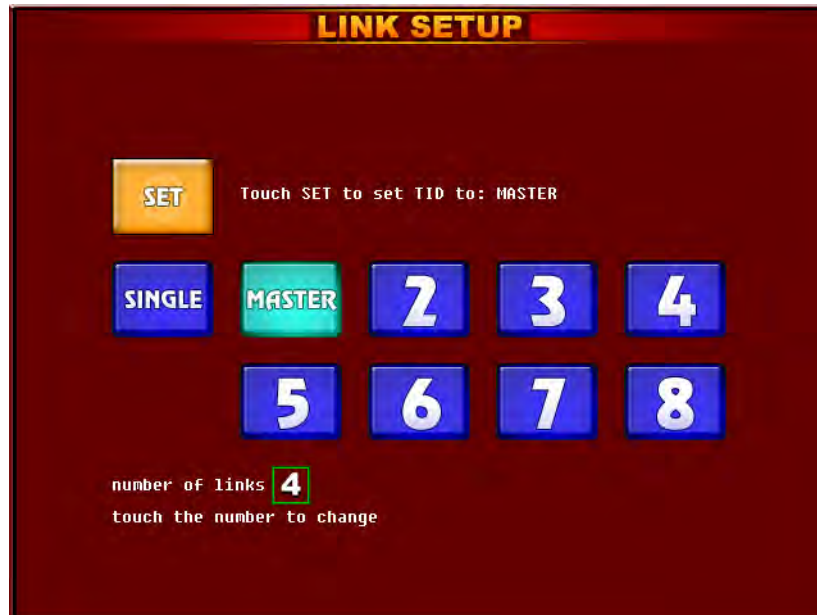 LINK SETUP
SET
Touch SET to set TID to: MASTER
SINGLE MASTER 2 3 4
5 6 7 8
number of links 4
touch the number to change